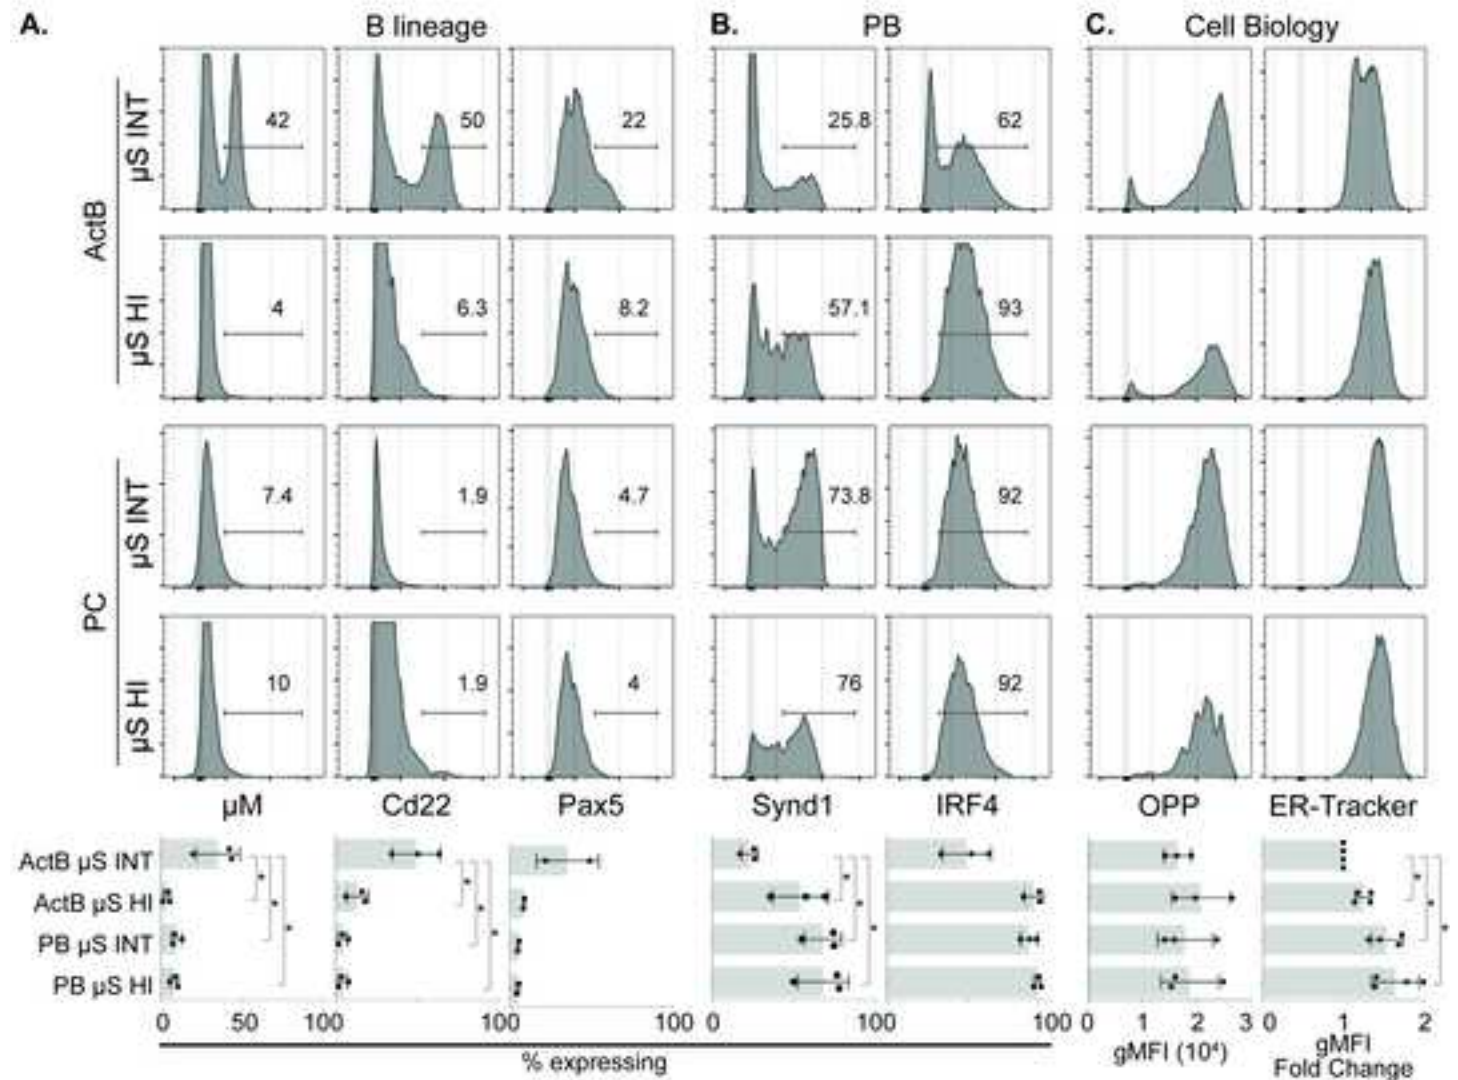 A. B lineage B. PB C. Cell Biology
ActB
µS INT
42 50 22 25.8 62
µS HI
4 6.3 8.2 57.1 93
PC
µS INT
7.4 1.9 4.7 73.8 92
µS HI
10 1.9 4 76 92
µM Cd22 Pax5 Synd1 IRF4 OPP ER-Tracker
ActB µS INT
* * *
ActB µS HI
* * * * * *
PB µS INT
* * * *
PB µS HI
0 50 100 100 100 0 100 100 0 1 2 3 0 1 2
% expressing
gMFI (10⁴)
gMFI
Fold Change